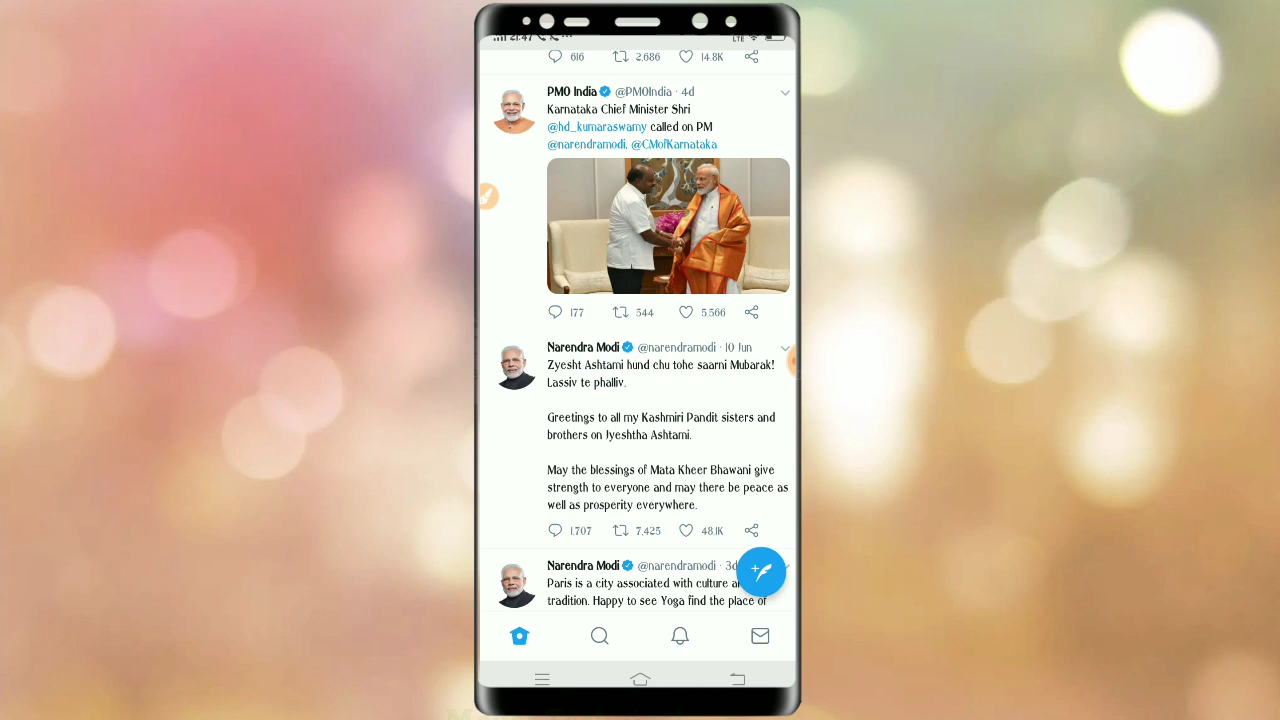 21:47
LTE
616 2,686 14.8K
PMO India @PMOIndia · 4d
Karnataka Chief Minister Shri
@hd_kumaraswamy called on PM
@narendramodi. @CMofKarnataka
177 544 5,566
Narendra Modi @narendramodi · 10 Jun
Zyesht Ashtami hund chu tohe saarni Mubarak!
Lassiv te phalliv.
Greetings to all my Kashmiri Pandit sisters and
brothers on Jyeshtha Ashtami.
May the blessings of Mata Kheer Bhawani give
strength to everyone and may there be peace as
well as prosperity everywhere.
1,707 7,425 48.1K
Narendra Modi @narendramodi · 3d
Paris is a city associated with culture
tradition. Happy to see Yoga find the place of